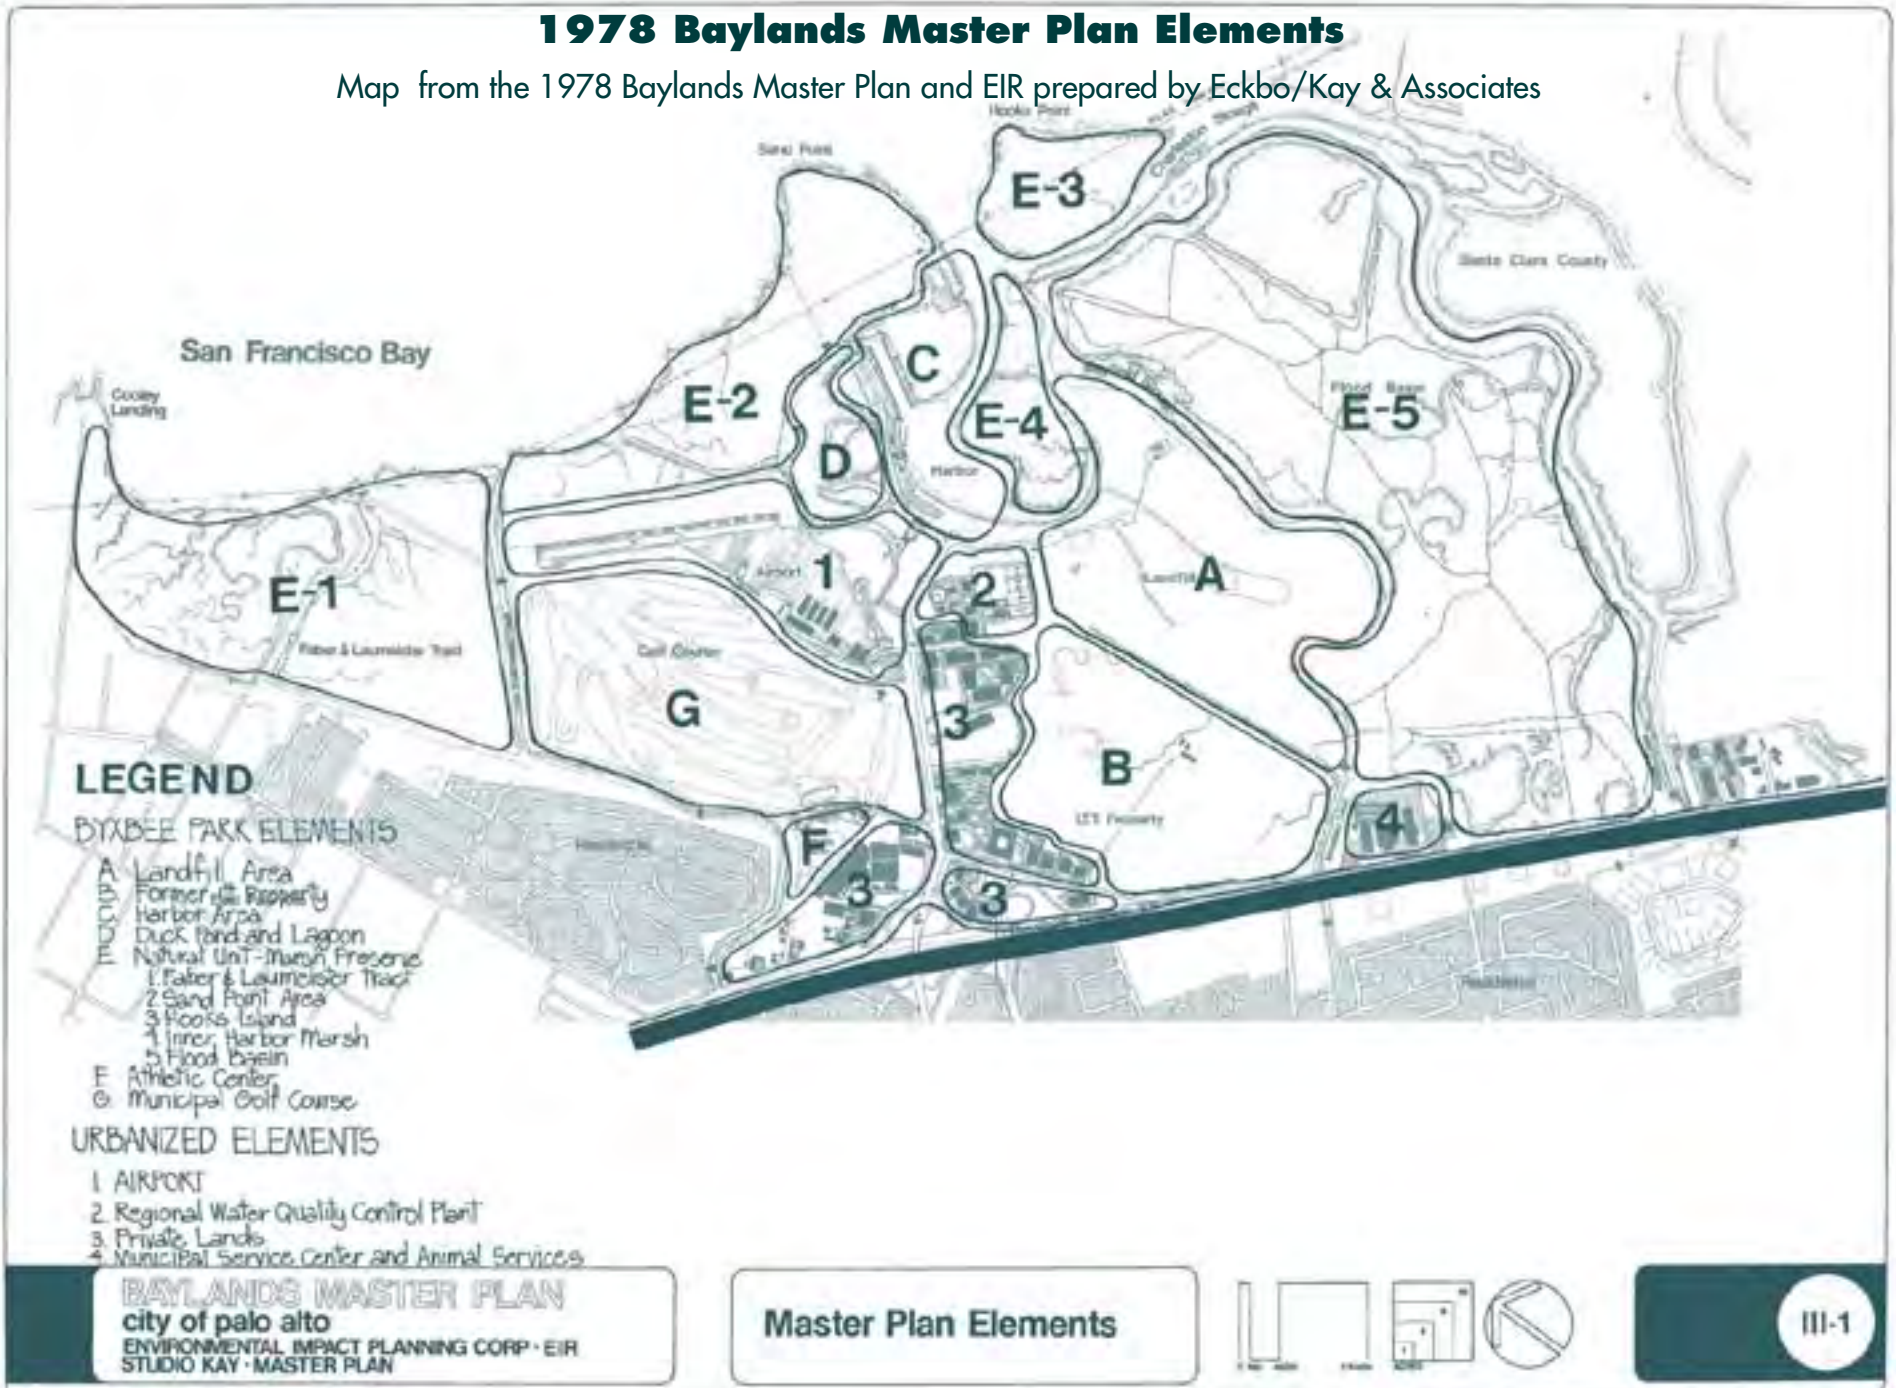 1978 Baylands Master Plan Elements
Map from the 1978 Baylands Master Plan and EIR prepared by Eckbo/Kay & Associates
Hooks Point
Charleston Slough
Sand Point
E-3
Santa Clara County
San Francisco Bay
Cooley
Landing
C
E-2
E-4
Flood Basin
E-5
D
Harbor
1
Airport
2
Landfill
A
E-1
Faber & Laumeister Tract
Golf Course
G
3
B
Property
4
F
3
3
Residential
Residential
LEGEND
BYXBEE PARK ELEMENTS
A. Landfill Area
B. Former Property
C. Harbor Area
D. Duck Pond and Lagoon
E. Natural Unit-Marsh Preserve
1. Faber & Laumeister Tract
2. Sand Point Area
3. Hooks Island
4. Inner Harbor Marsh
5. Flood Basin
F. Athletic Center
G. Municipal Golf Course
URBANIZED ELEMENTS
1. AIRPORT
2. Regional Water Quality Control Plant
3. Private Lands
4. Municipal Service Center and Animal Services
BAYLANDS MASTER PLAN
city of palo alto
ENVIRONMENTAL IMPACT PLANNING CORP · EIR
STUDIO KAY · MASTER PLAN
Master Plan Elements
III-1